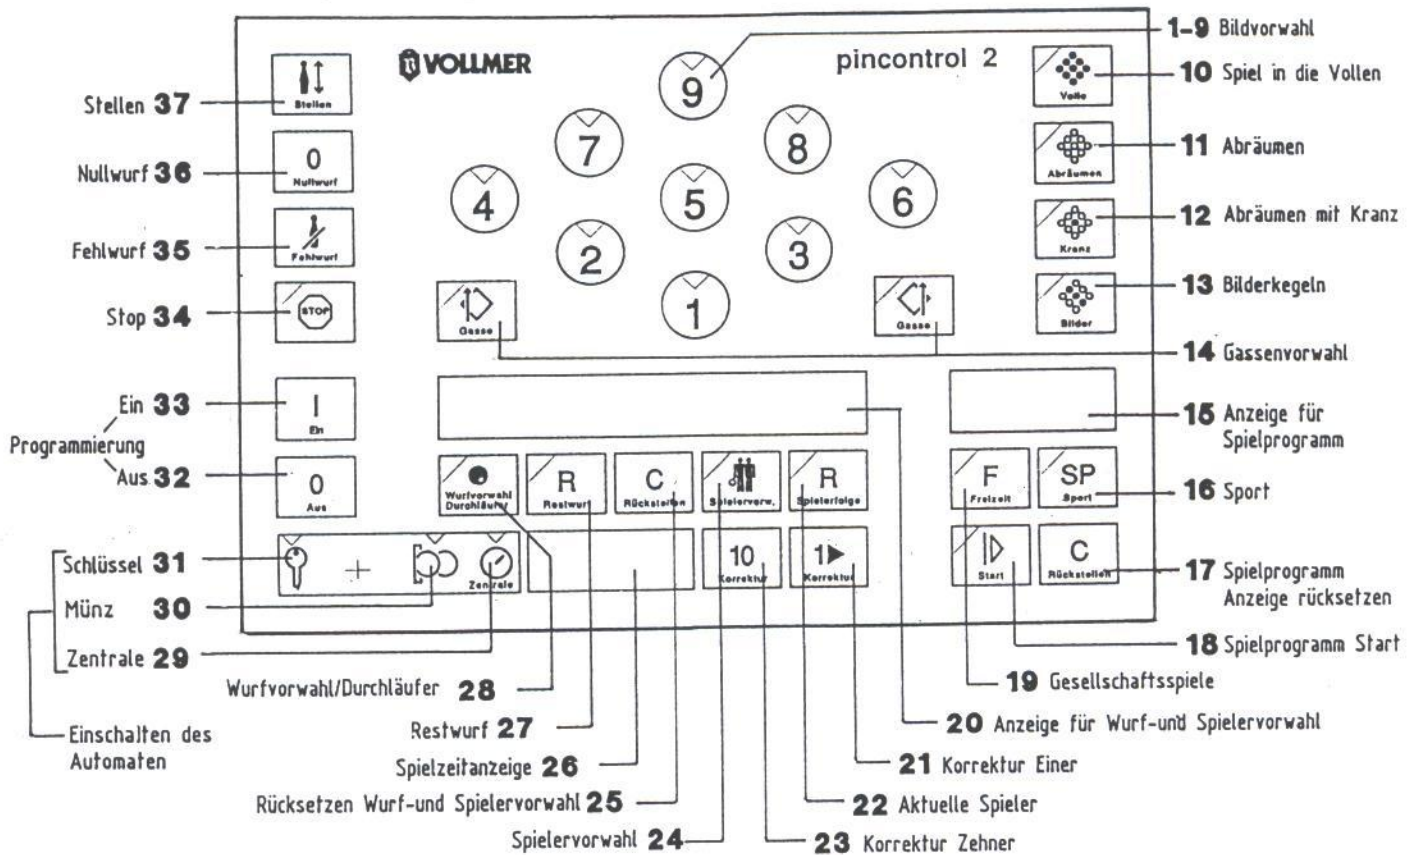 VOLLMER
pincontrol 2
1-9 Bildvorwahl
10 Spiel in die Vollen
11 Abräumen
12 Abräumen mit Kranz
13 Bilderkegeln
14 Gassenvorwahl
15 Anzeige für
Spielprogramm
16 Sport
17 Spielprogramm
Anzeige rücksetzen
18 Spielprogramm Start
19 Gesellschaftsspiele
20 Anzeige für Wurf-und Spielervorwahl
21 Korrektur Einer
22 Aktuelle Spieler
23 Korrektur Zehner
Spielervorwahl 24
Rücksetzen Wurf-und Spielervorwahl 25
Spielzeitanzeige 26
Restwurf 27
Wurfvorwahl/Durchläufer 28
Zentrale 29
Münz 30
Schlüssel 31
Einschalten des
Automaten
Programmierung
Aus 32
Ein 33
Stop 34
Fehlwurf 35
Nullwurf 36
Stellen 37
Stellen
0
Nullwurf
Fehlwurf
STOP
I
Ein
0
Aus
Zentrale
9
7
8
4
5
6
2
3
1
Gasse
Gasse
Volle
Abräumen
Kranz
Bilder
Wurfvorwahl
Durchläufer
R
Restwurf
C
Rückstellen
Spielervorw.
R
Spielerfolge
10
Korrektur
1
Korrektur
F
Freizeit
SP
Sport
Start
C
Rückstellen